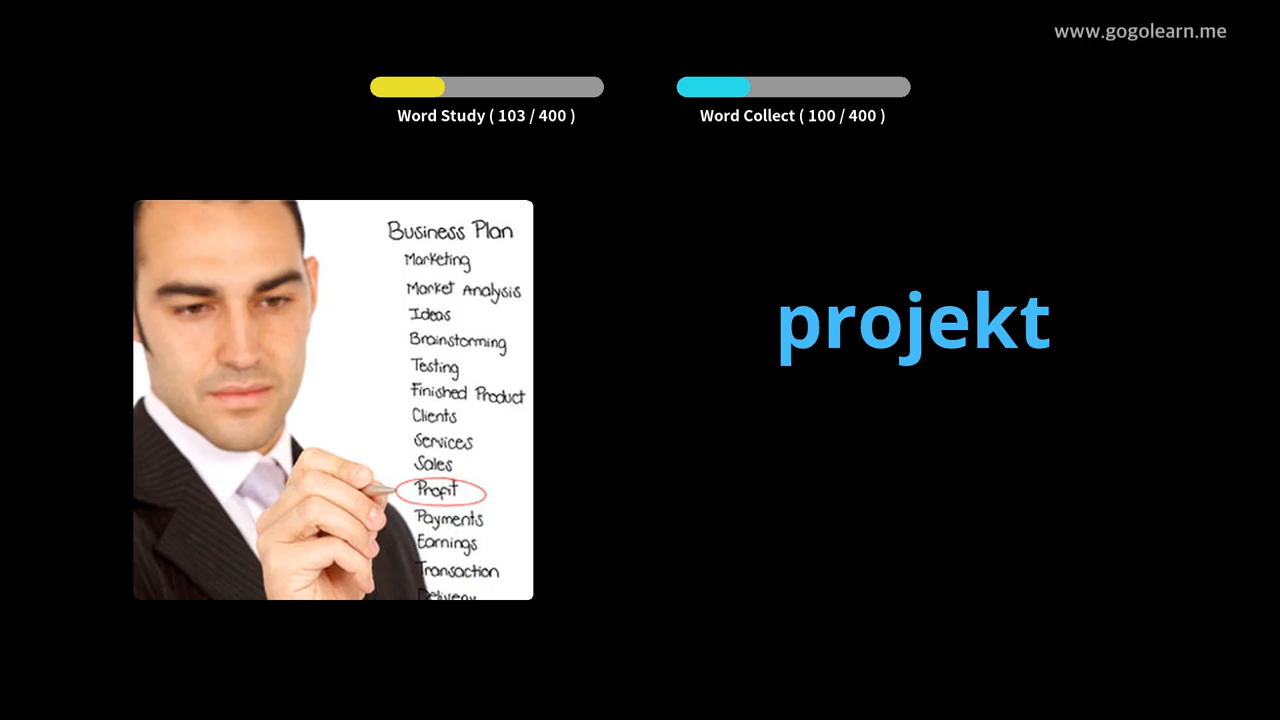 www.gogolearn.me
Word Study ( 103 / 400 )
Word Collect ( 100 / 400 )
Business Plan
Marketing
Market Analysis
Ideas
Brainstorming
Testing
Finished Product
Clients
Services
Sales
Profit
Payments
Earnings
Transaction
Delivery
projekt